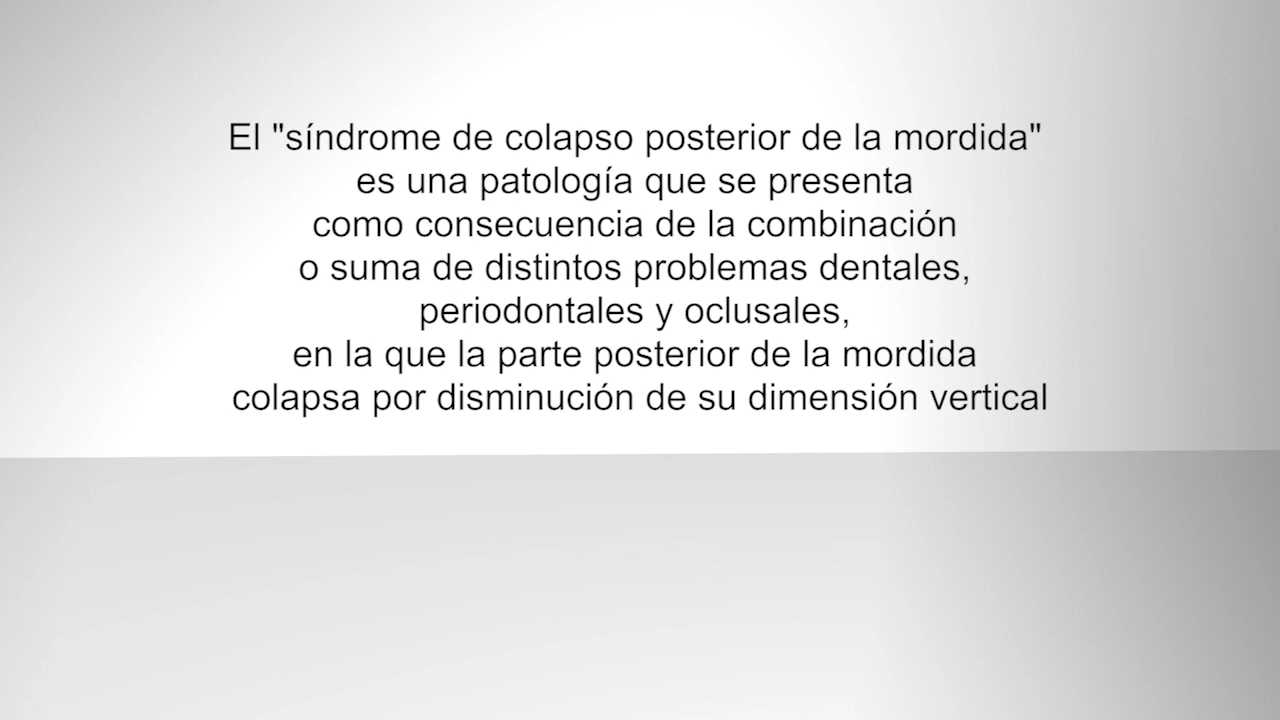 El "síndrome de colapso posterior de la mordida"
es una patología que se presenta
como consecuencia de la combinación
o suma de distintos problemas dentales,
periodontales y oclusales,
en la que la parte posterior de la mordida
colapsa por disminución de su dimensión vertical